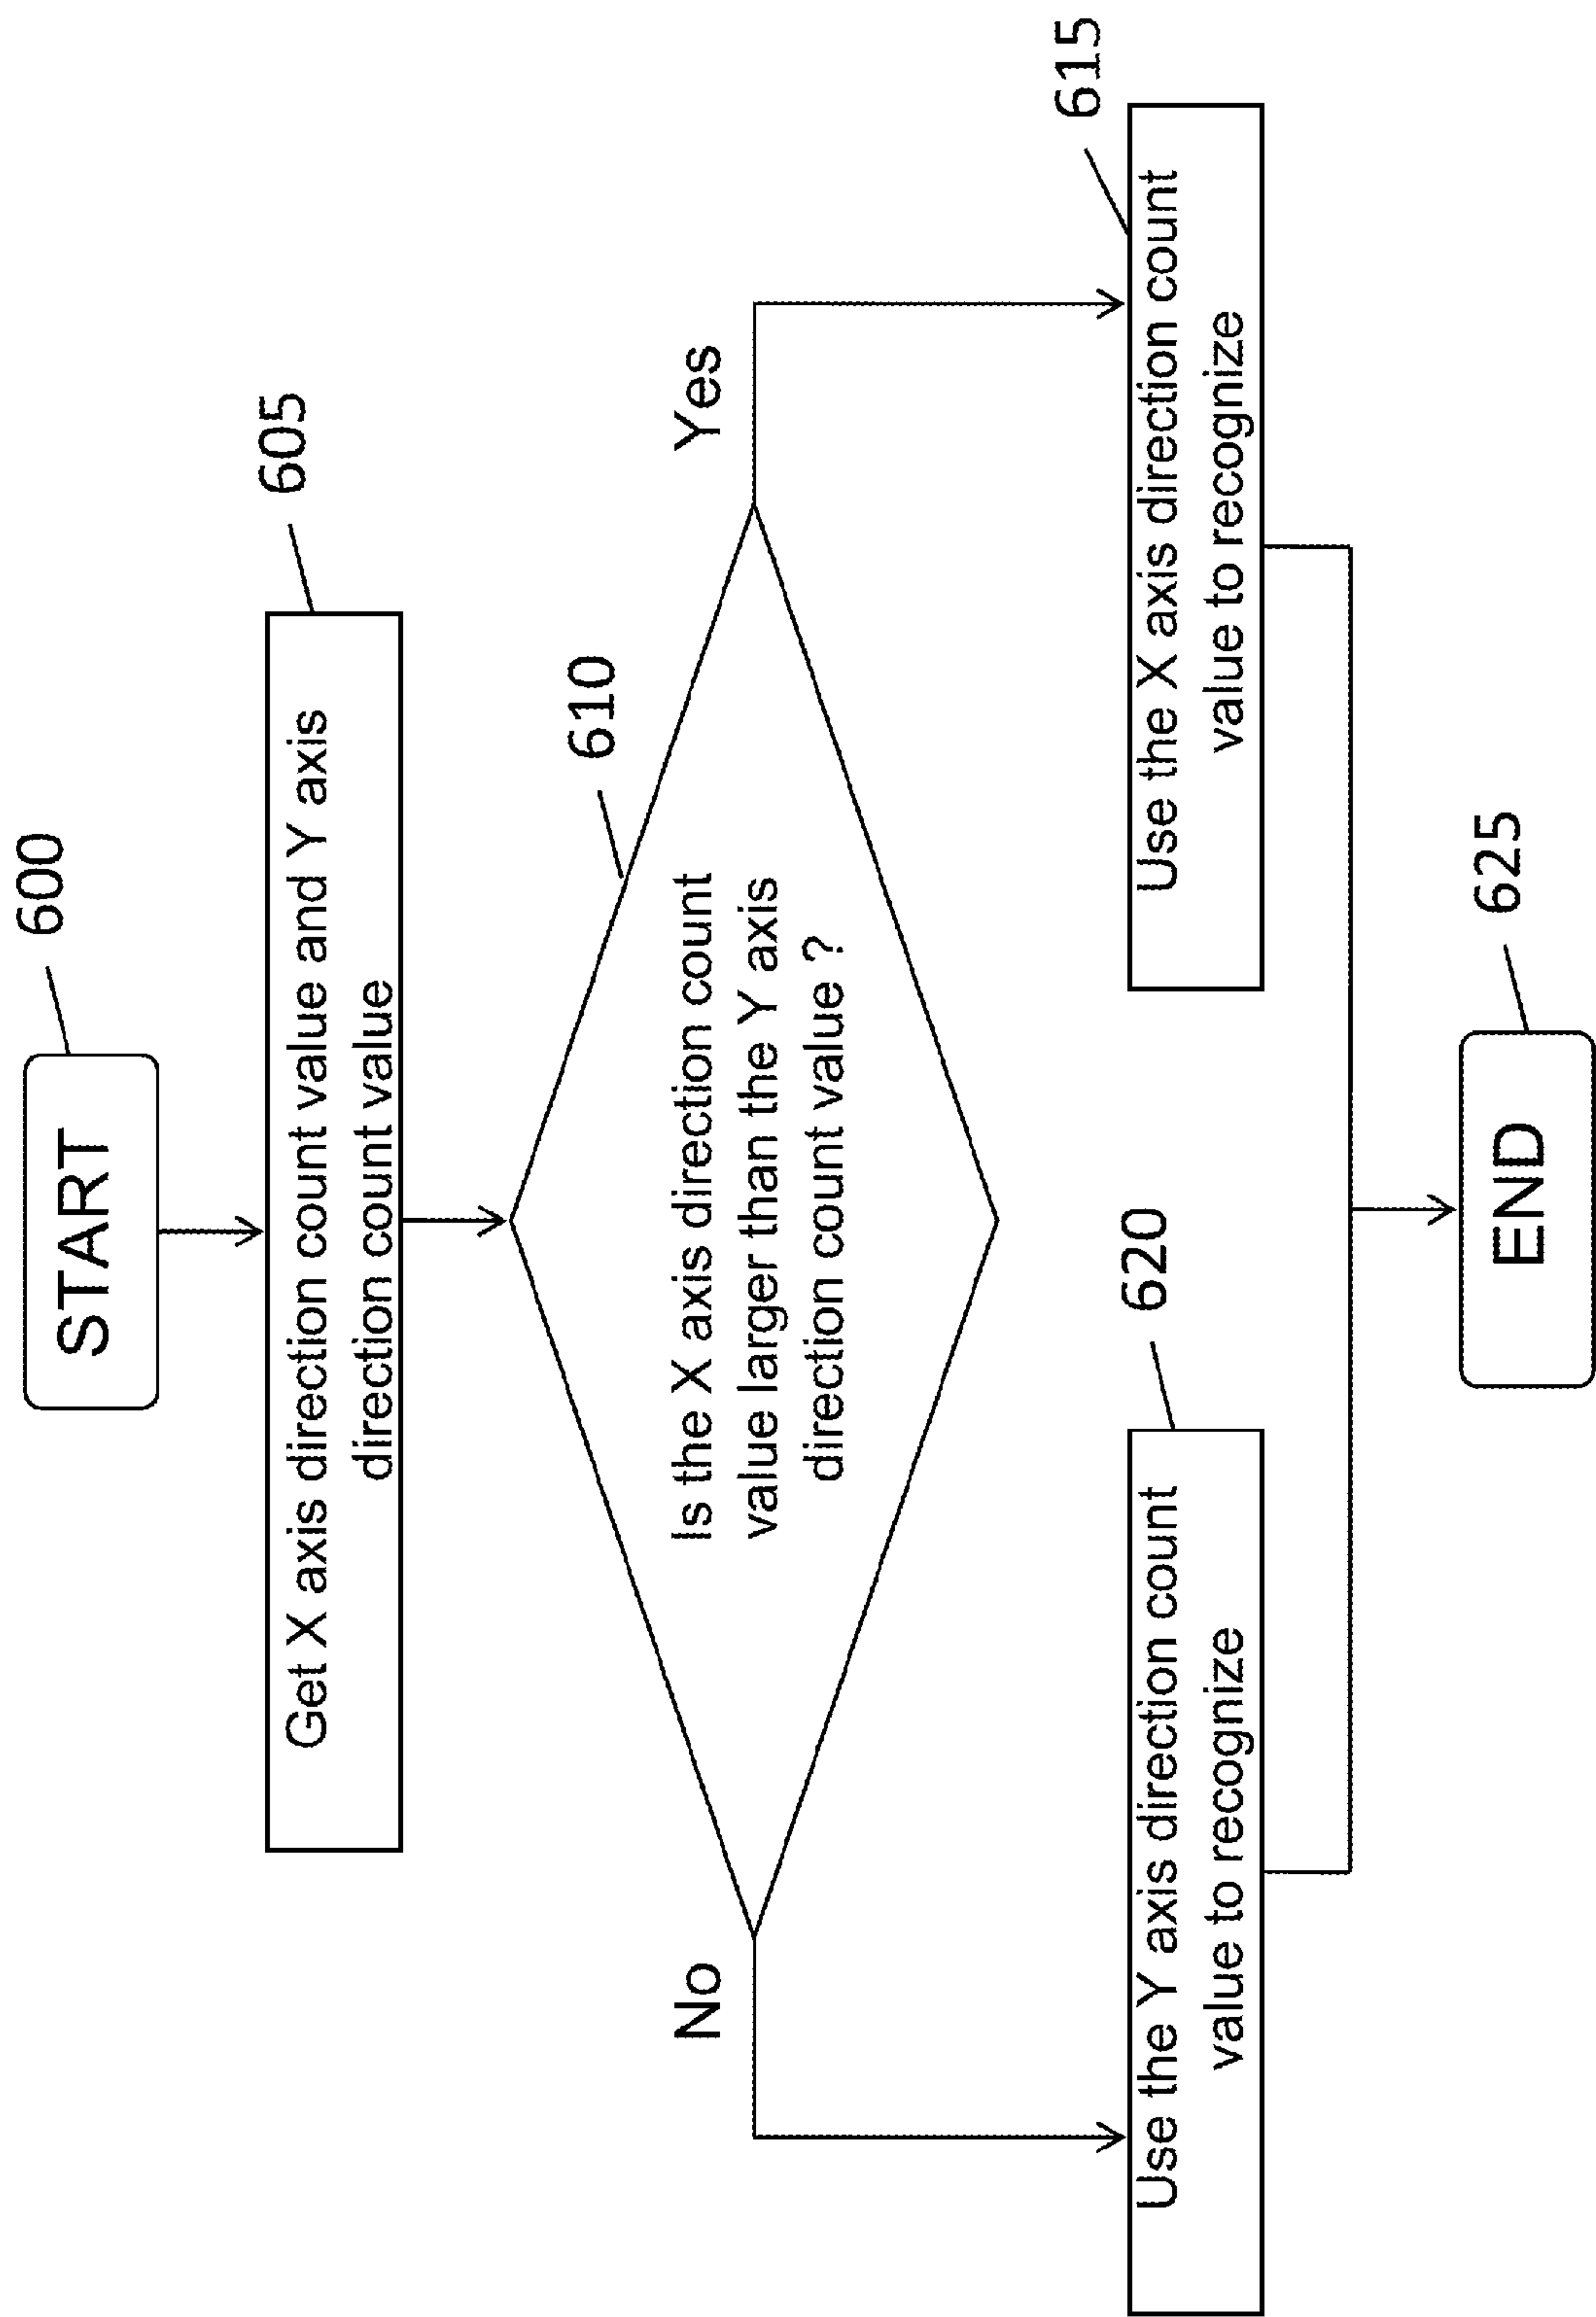 START
600
Get X axis direction count value and Y axis
direction count value
605
Is the X axis direction count
value larger than the Y axis
direction count value ?
610
No
Yes
Use the Y axis direction count
value to recognize
620
Use the X axis direction count
value to recognize
615
END
625